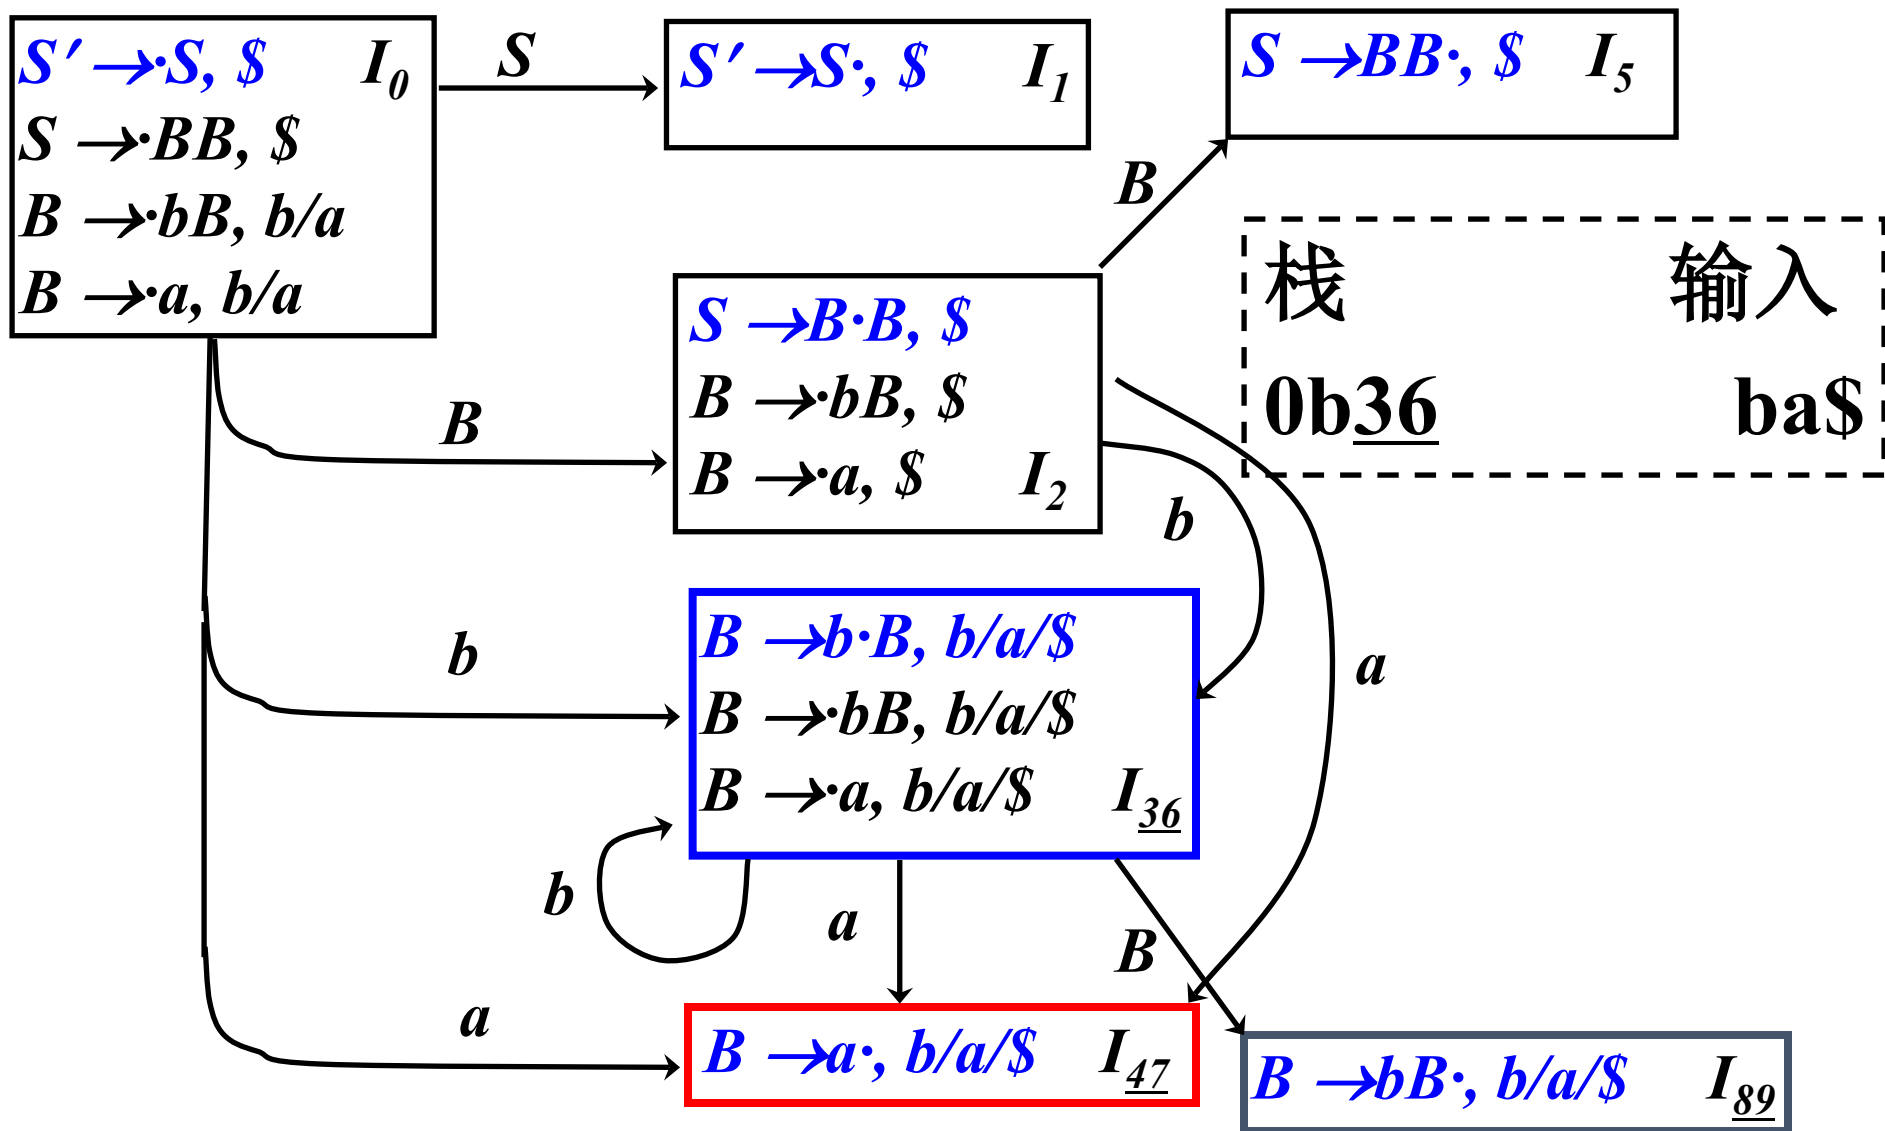 S′ →·S, $ I0
S →·BB, $
B →·bB, b/a
B →·a, b/a
S
S′ →S·, $ I1
S →BB·, $ I5
B
B
S →B·B, $
B →·bB, $
B →·a, $ I2
栈 输入
0b36 ba$
b
a
b
B →b·B, b/a/$
B →·bB, b/a/$
B →·a, b/a/$ I36
b
a
B
a
B →a·, b/a/$ I47
B →bB·, b/a/$ I89